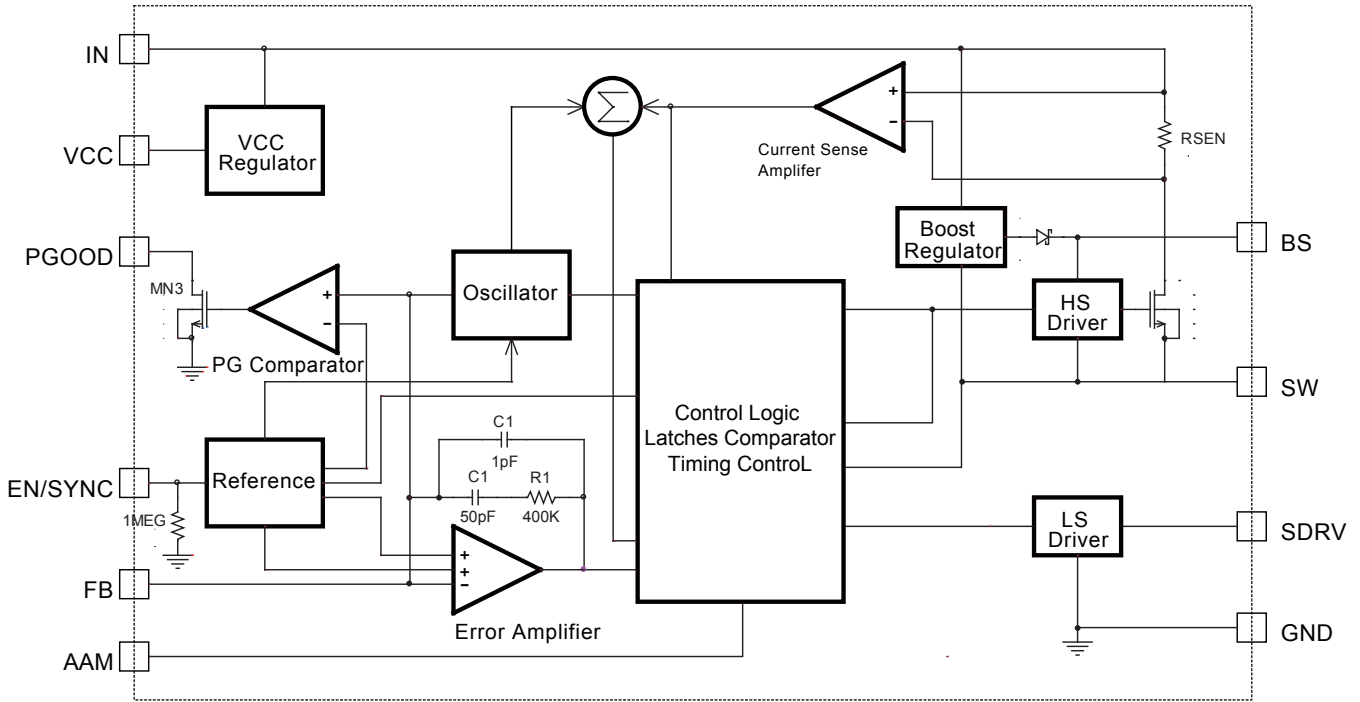 IN
VCC
Regulator
VCC
+
−
Current Sense
Amplifer
RSEN
Σ
PGOOD
MN3
+
−
PG Comparator
Oscillator
Boost
Regulator
BS
HS
Driver
SW
Control Logic
Latches Comparator
Timing ControL
EN/SYNC
1MEG
Reference
C1
1pF
C1
50pF
R1
400K
LS
Driver
SDRV
FB
+
+
−
Error Amplifier
GND
AAM